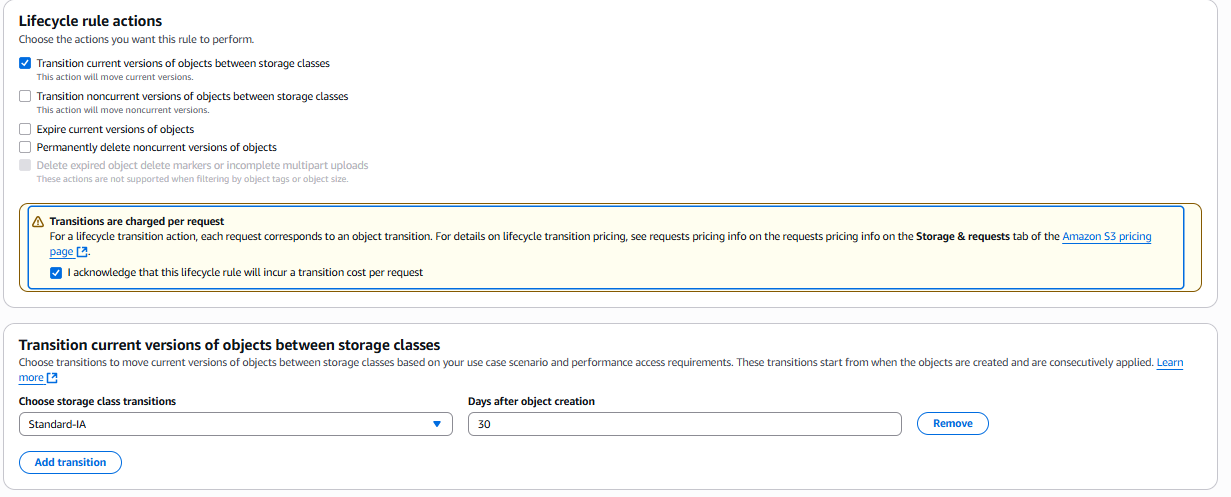 Lifecycle rule actions
Choose the actions you want this rule to perform.
Transition current versions of objects between storage classes
This action will move current versions.
Transition noncurrent versions of objects between storage classes
This action will move noncurrent versions.
Expire current versions of objects
Permanently delete noncurrent versions of objects
Delete expired object delete markers or incomplete multipart uploads
These actions are not supported when filtering by object tags or object size.
Transitions are charged per request
For a lifecycle transition action, each request corresponds to an object transition. For details on lifecycle transition pricing, see requests pricing info on the requests pricing info on the Storage & requests tab of the Amazon S3 pricing
page.
I acknowledge that this lifecycle rule will incur a transition cost per request
Transition current versions of objects between storage classes
Choose transitions to move current versions of objects between storage classes based on your use case scenario and performance access requirements. These transitions start from when the objects are created and are consecutively applied. Learn
more
Choose storage class transitions
Days after object creation
Standard-IA
30
Remove
Add transition